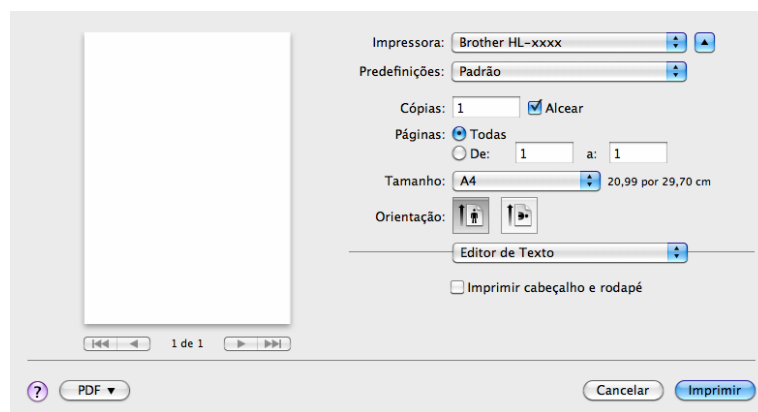 Impressora: Brother HL-xxxx
Predefinições: Padrão
Cópias: 1 Alcear
Páginas: Todas
De: 1 a: 1
Tamanho: A4 20,99 por 29,70 cm
Orientação:
Editor de Texto
Imprimir cabeçalho e rodapé
1 de 1
? PDF Cancelar Imprimir